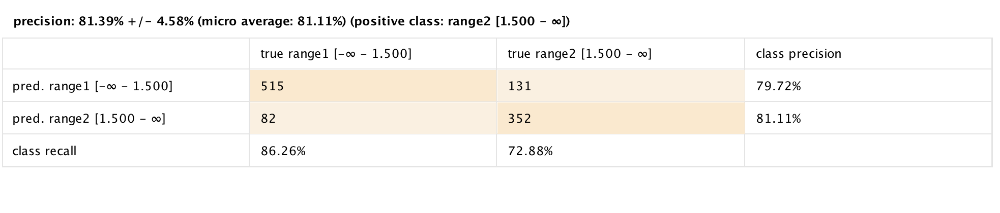 precision: 81.39% +/- 4.58% (micro average: 81.11%) (positive class: range2 [1.500 - ∞])
true range1 [-∞ - 1.500] true range2 [1.500 - ∞] class precision
pred. range1 [-∞ - 1.500] 515 131 79.72%
pred. range2 [1.500 - ∞] 82 352 81.11%
class recall 86.26% 72.88%